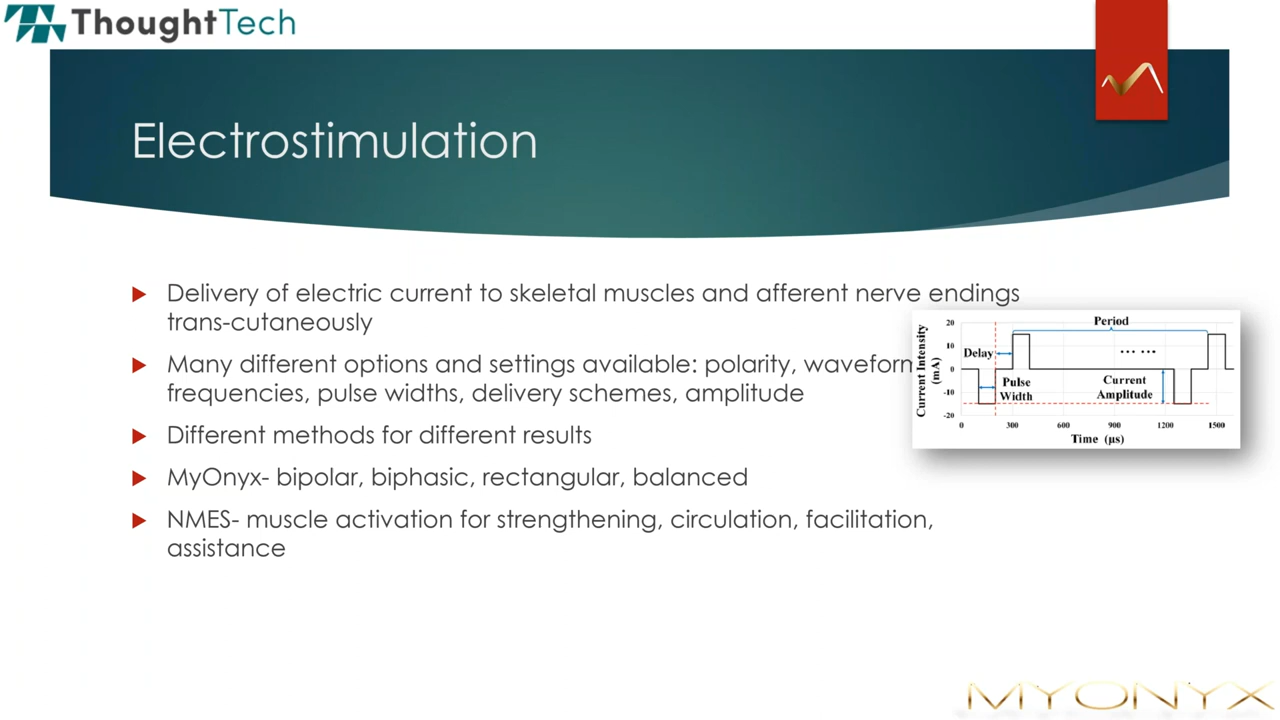 ThoughtTech
Electrostimulation
Delivery of electric current to skeletal muscles and afferent nerve endings
trans-cutaneously
Many different options and settings available: polarity, waveform
frequencies, pulse widths, delivery schemes, amplitude
Different methods for different results
MyOnyx- bipolar, biphasic, rectangular, balanced
NMES- muscle activation for strengthening, circulation, facilitation,
assistance
Current Intensity
(mA)
20
10
0
-10
-20
Period
Delay
... ...
Pulse
Width
Current
Amplitude
0 300 600 900 1200 1500
Time (µs)
MYONYX